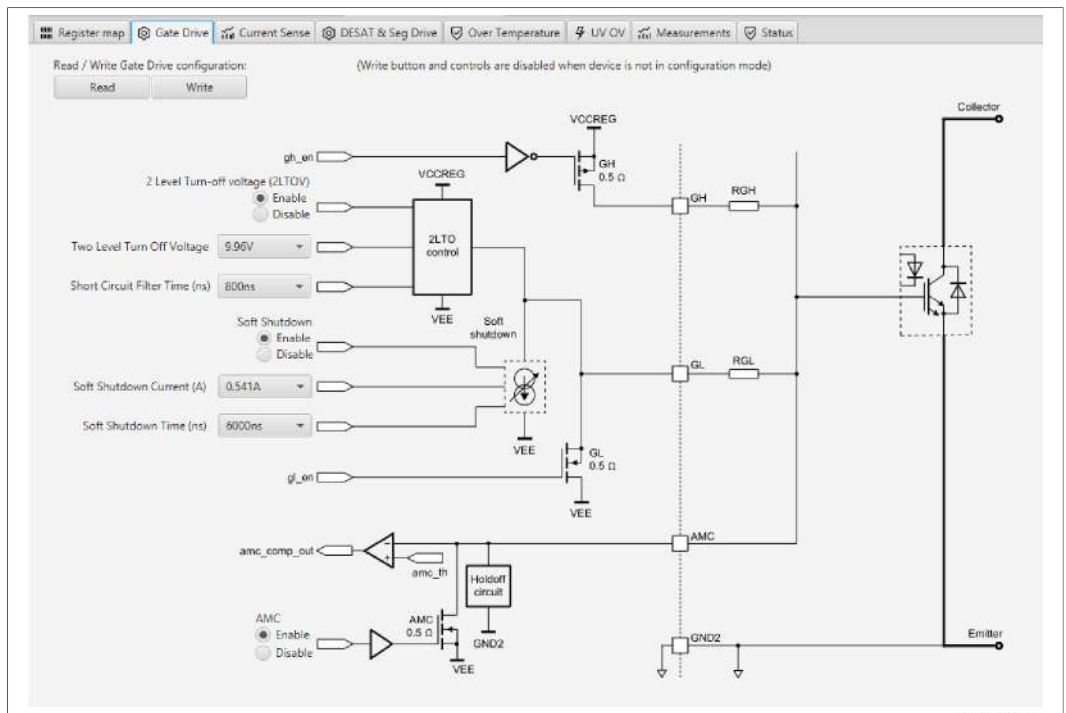 Register map Gate Drive Current Sense DESAT & Seg Drive Over Temperature UV OV Measurements Status
Read / Write Gate Drive configuration: (Write button and controls are disabled when device is not in configuration mode)
Read Write
Collector
VCCREG
gh_en
GH
0.5 Ω
2 Level Turn-off voltage (2LTOV)
VCCREG
Enable
Disable
GH RGH
Two Level Turn Off Voltage 9.96V
2LTO
control
Short Circuit Filter Time (ns) 800ns
VEE
Soft
shutdown
Soft Shutdown
Enable
Disable
GL RGL
Soft Shutdown Current (A) 0.541A
Soft Shutdown Time (ns) 6000ns
VEE
GL
0.5 Ω
gl_en
VEE
AMC
amc_comp_out
amc_th
Holdoff
circuit
AMC
Enable
Disable
AMC
0.5 Ω
GND2
VEE
GND2
Emitter